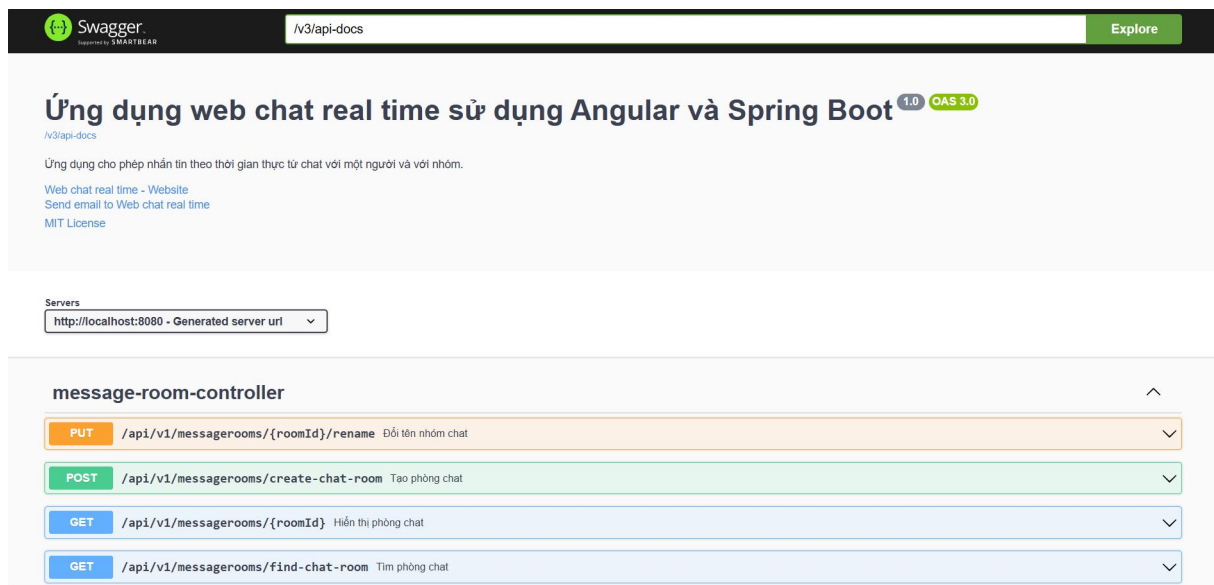 Swagger.
Supported by SMARTBEAR
/v3/api-docs
Explore
Ứng dụng web chat real time sử dụng Angular và Spring Boot 1.0 OAS 3.0
/v3/api-docs
Ứng dụng cho phép nhắn tin theo thời gian thực từ chat với một người và với nhóm.
Web chat real time - Website
Send email to Web chat real time
MIT License
Servers
http://localhost:8080 - Generated server url
message-room-controller
PUT /api/v1/messagerooms/{roomId}/rename Đổi tên nhóm chat
POST /api/v1/messagerooms/create-chat-room Tạo phòng chat
GET /api/v1/messagerooms/{roomId} Hiển thị phòng chat
GET /api/v1/messagerooms/find-chat-room Tìm phòng chat